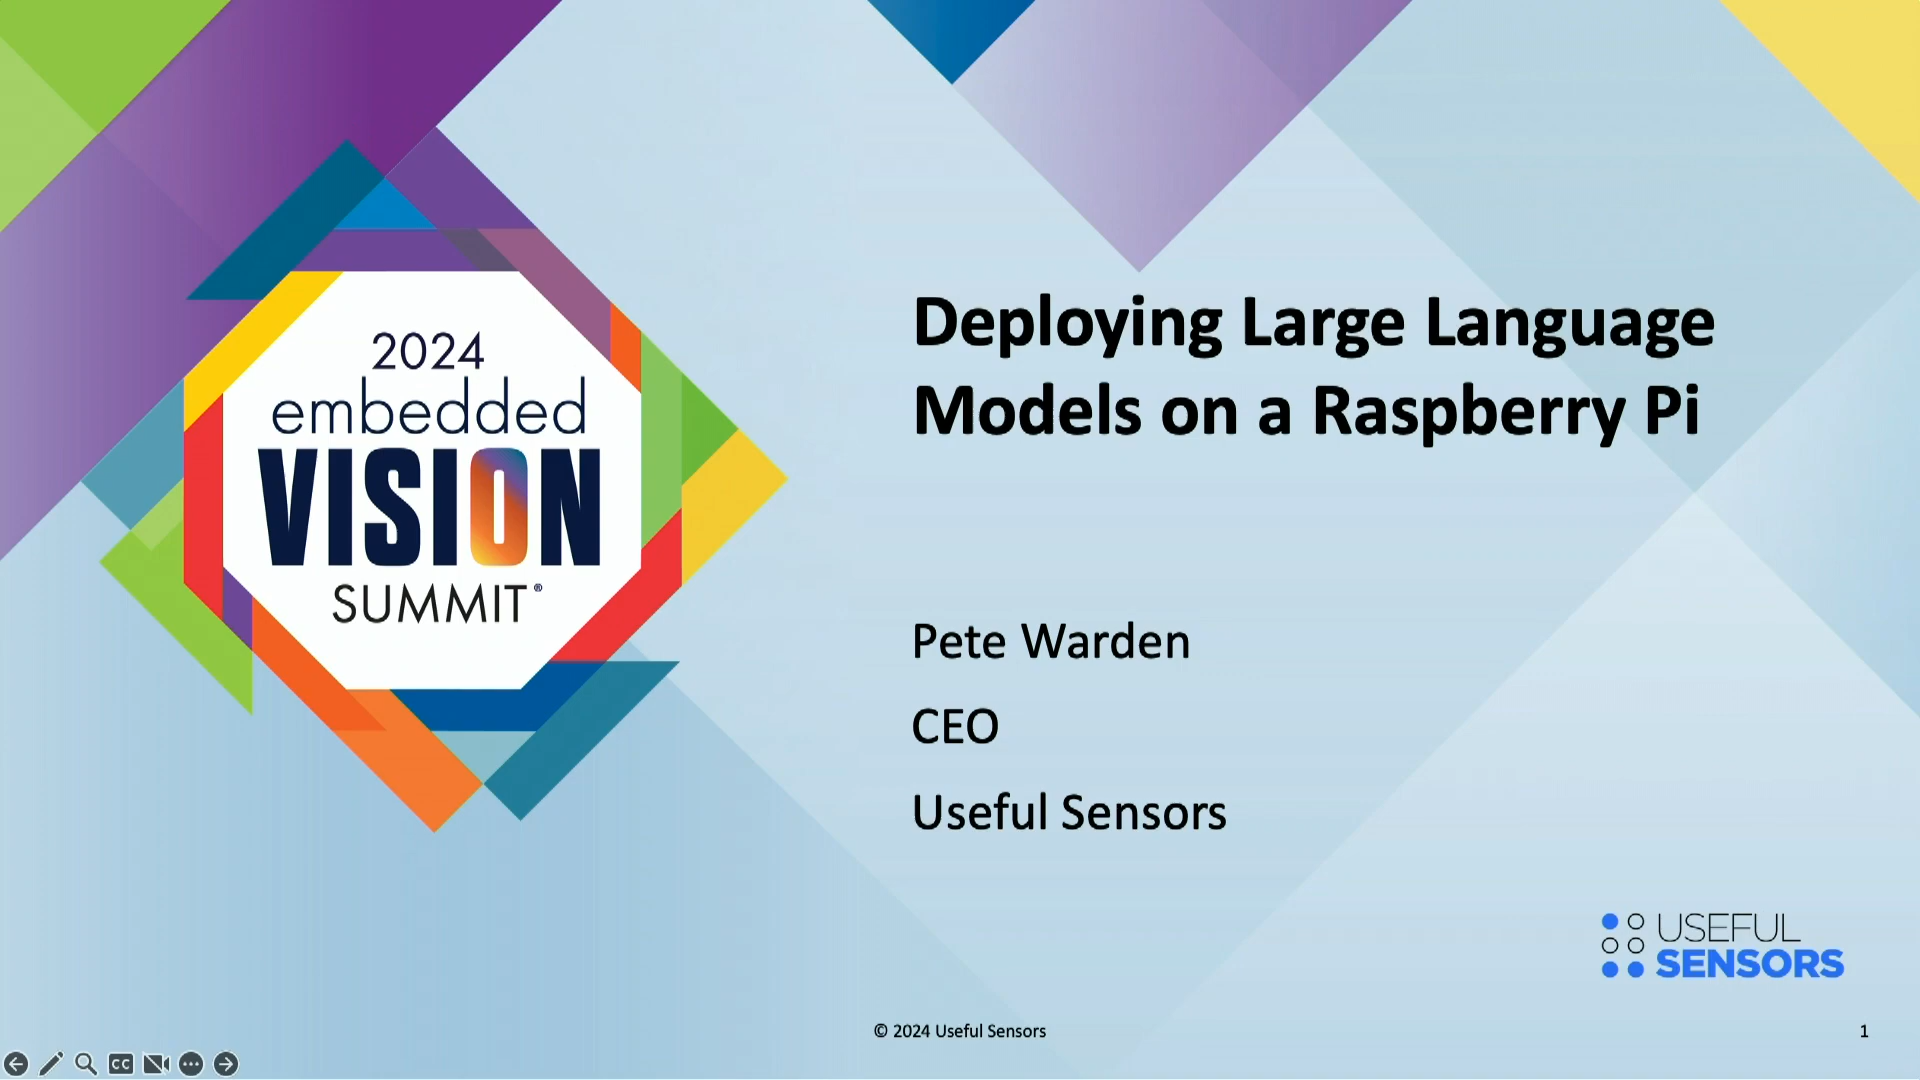 2024
embedded
VISION
SUMMIT®
Deploying Large Language
Models on a Raspberry Pi
Pete Warden
CEO
Useful Sensors
USEFUL
SENSORS
© 2024 Useful Sensors
1
CC